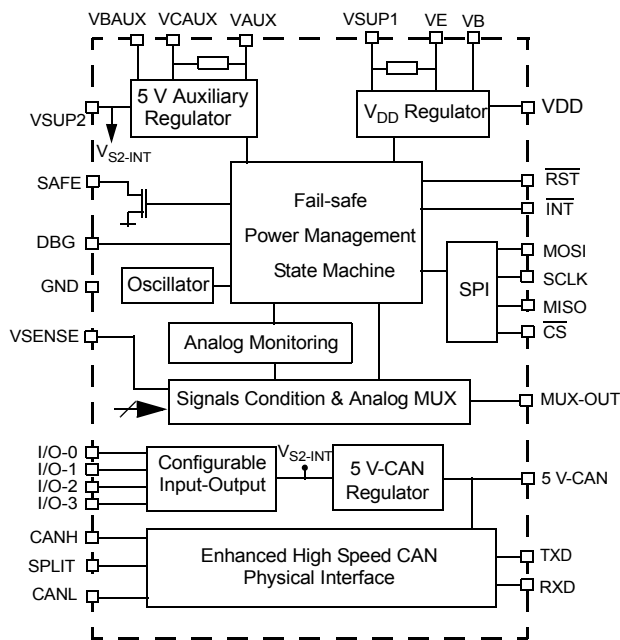 VBAUX VCAUX VAUX
VSUP1 VE VB
5 V Auxiliary
Regulator
VDD Regulator
VDD
VSUP2
VS2-INT
SAFE
Fail-safe
Power Management
State Machine
RST
INT
DBG
MOSI
SCLK
MISO
CS
SPI
GND
Oscillator
VSENSE
Analog Monitoring
Signals Condition & Analog MUX
MUX-OUT
I/O-0
I/O-1
I/O-2
I/O-3
Configurable
Input-Output
VS2-INT
5 V-CAN
Regulator
5 V-CAN
CANH
SPLIT
CANL
Enhanced High Speed CAN
Physical Interface
TXD
RXD